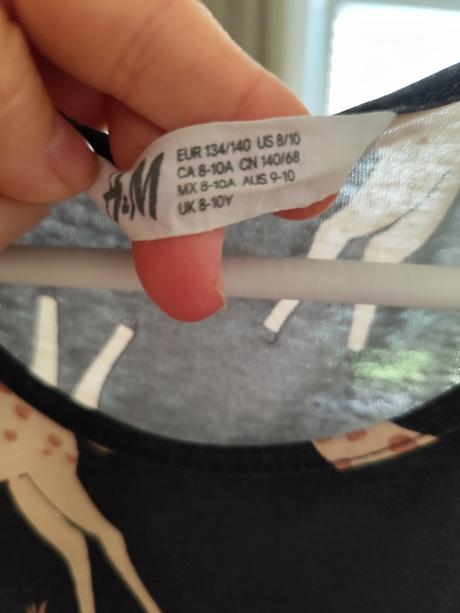 H&M
EUR 134/140 US 8/10
CA 8-10A CN 140/68
MX 8-10A AUS 9-10
UK 8-10Y